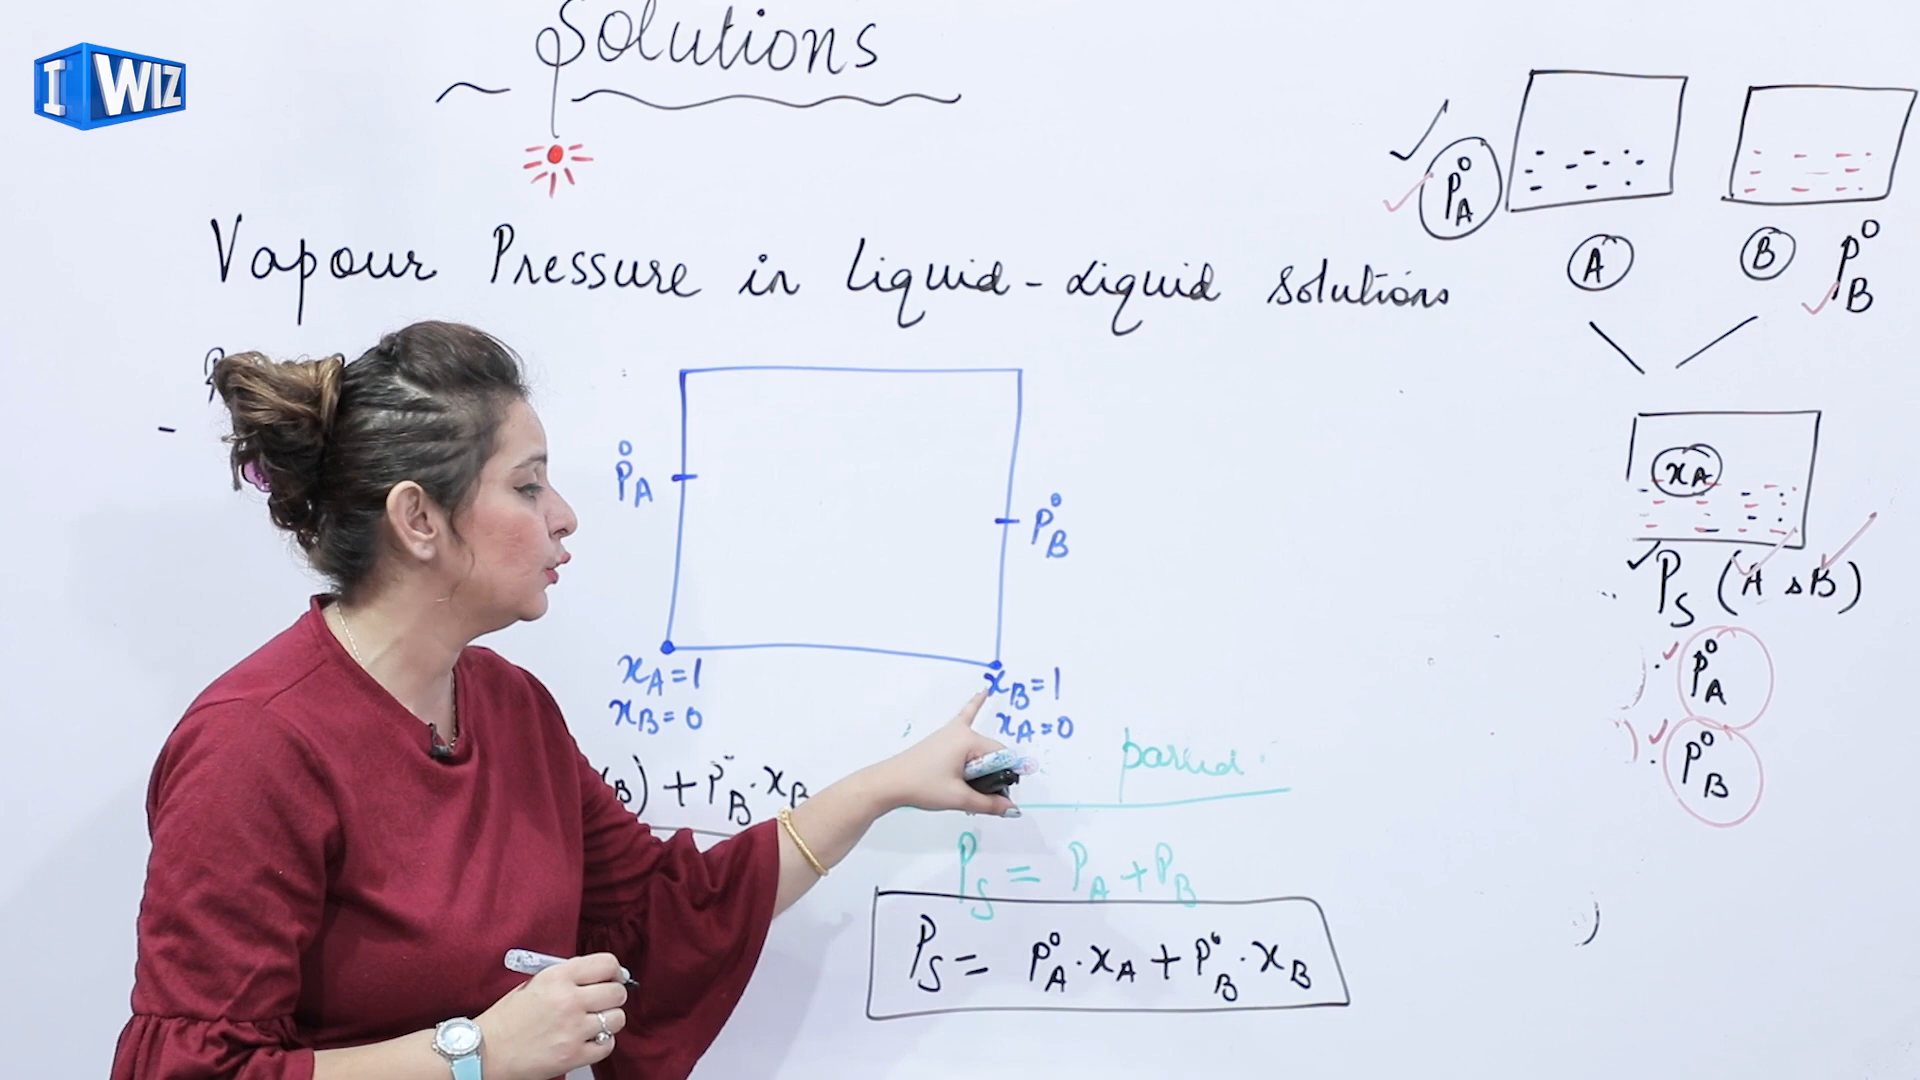 I WIZ
Solutions
P°A
A
B
P°B
Vapour Pressure in Liquid-Liquid Solutions
xA
P°A
P°B
Ps (A & B)
xA=1
xB=0
xB=1
xA=0
P°A
P°B
B) + P°B·xB
Ps = PA+PB
Ps = P°A·xA + P°B·xB